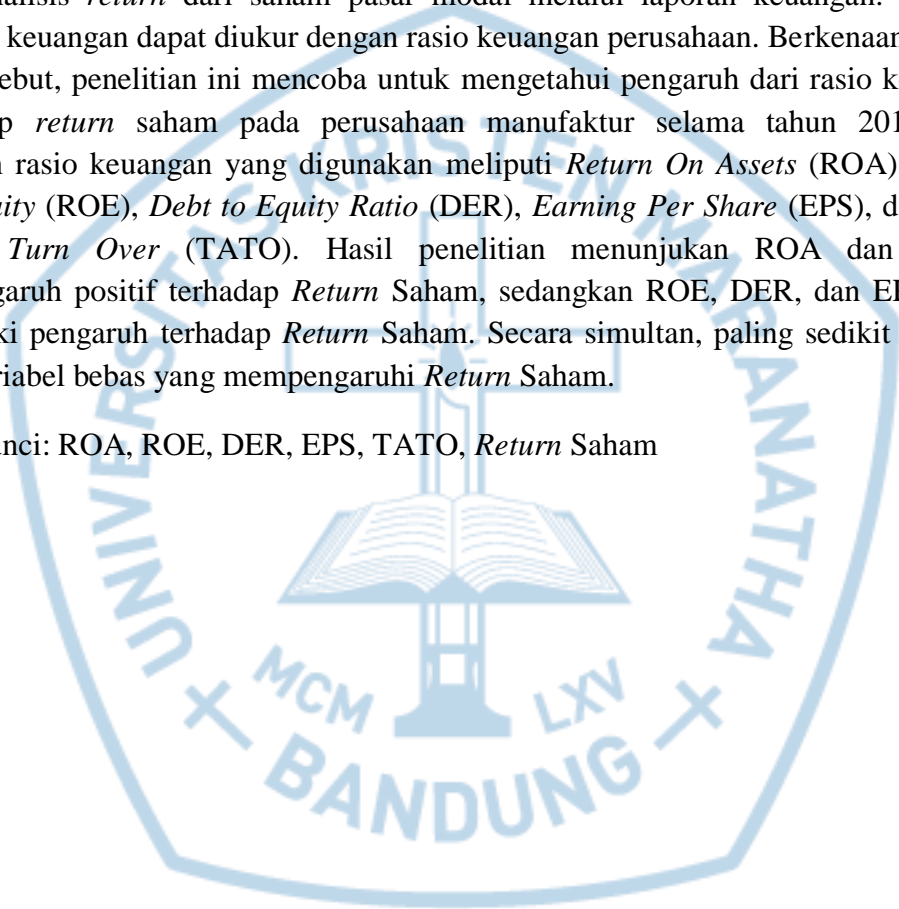 return dari saham pasar modal melalui laporan keuangan.
keuangan dapat diukur dengan rasio keuangan perusahaan. Berkenaan
ebut, penelitian ini mencoba untuk mengetahui pengaruh dari rasio k
p return saham pada perusahaan manufaktur selama tahun 201
n rasio keuangan yang digunakan meliputi Return On Assets (ROA)
uity (ROE), Debt to Equity Ratio (DER), Earning Per Share (EPS), d
Turn Over (TATO). Hasil penelitian menunjukan ROA dan
garuh positif terhadap Return Saham, sedangkan ROE, DER, dan EP
ki pengaruh terhadap Return Saham. Secara simultan, paling sedikit
riabel bebas yang mempengaruhi Return Saham.
unci: ROA, ROE, DER, EPS, TATO, Return Saham
UNIVERSITAS KRISTEN MARANATHA
MCM LXV
+ BANDUNG +